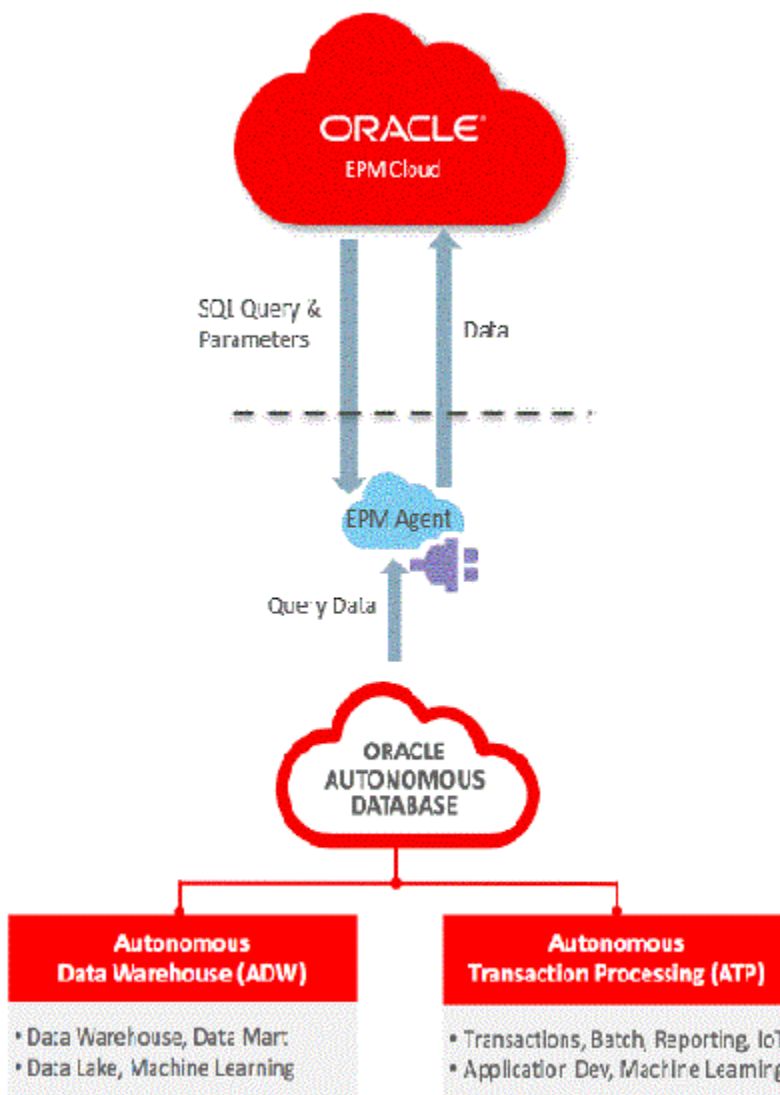 ORACLE®
EPM Cloud
SQL Query &
Parameters
Data
EPM Agent
Query Data
ORACLE
AUTONOMOUS
DATABASE
Autonomous
Data Warehouse (ADW)
• Data Warehouse, Data Mart
• Data Lake, Machine Learning
Autonomous
Transaction Processing (ATP)
• Transactions, Batch, Reporting, IoT
• Application Dev, Machine Learning